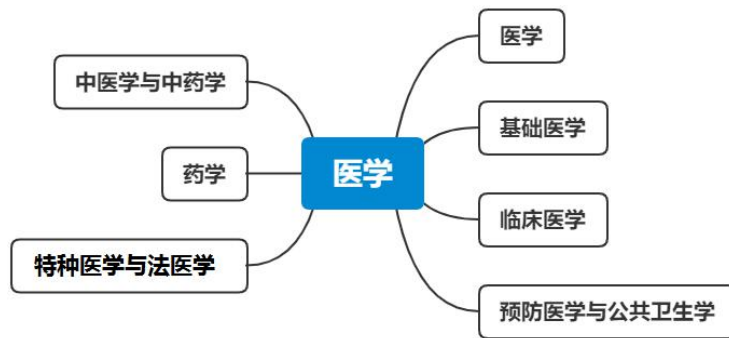 医学
中医学与中药学
基础医学
药学
医学
临床医学
特种医学与法医学
预防医学与公共卫生学